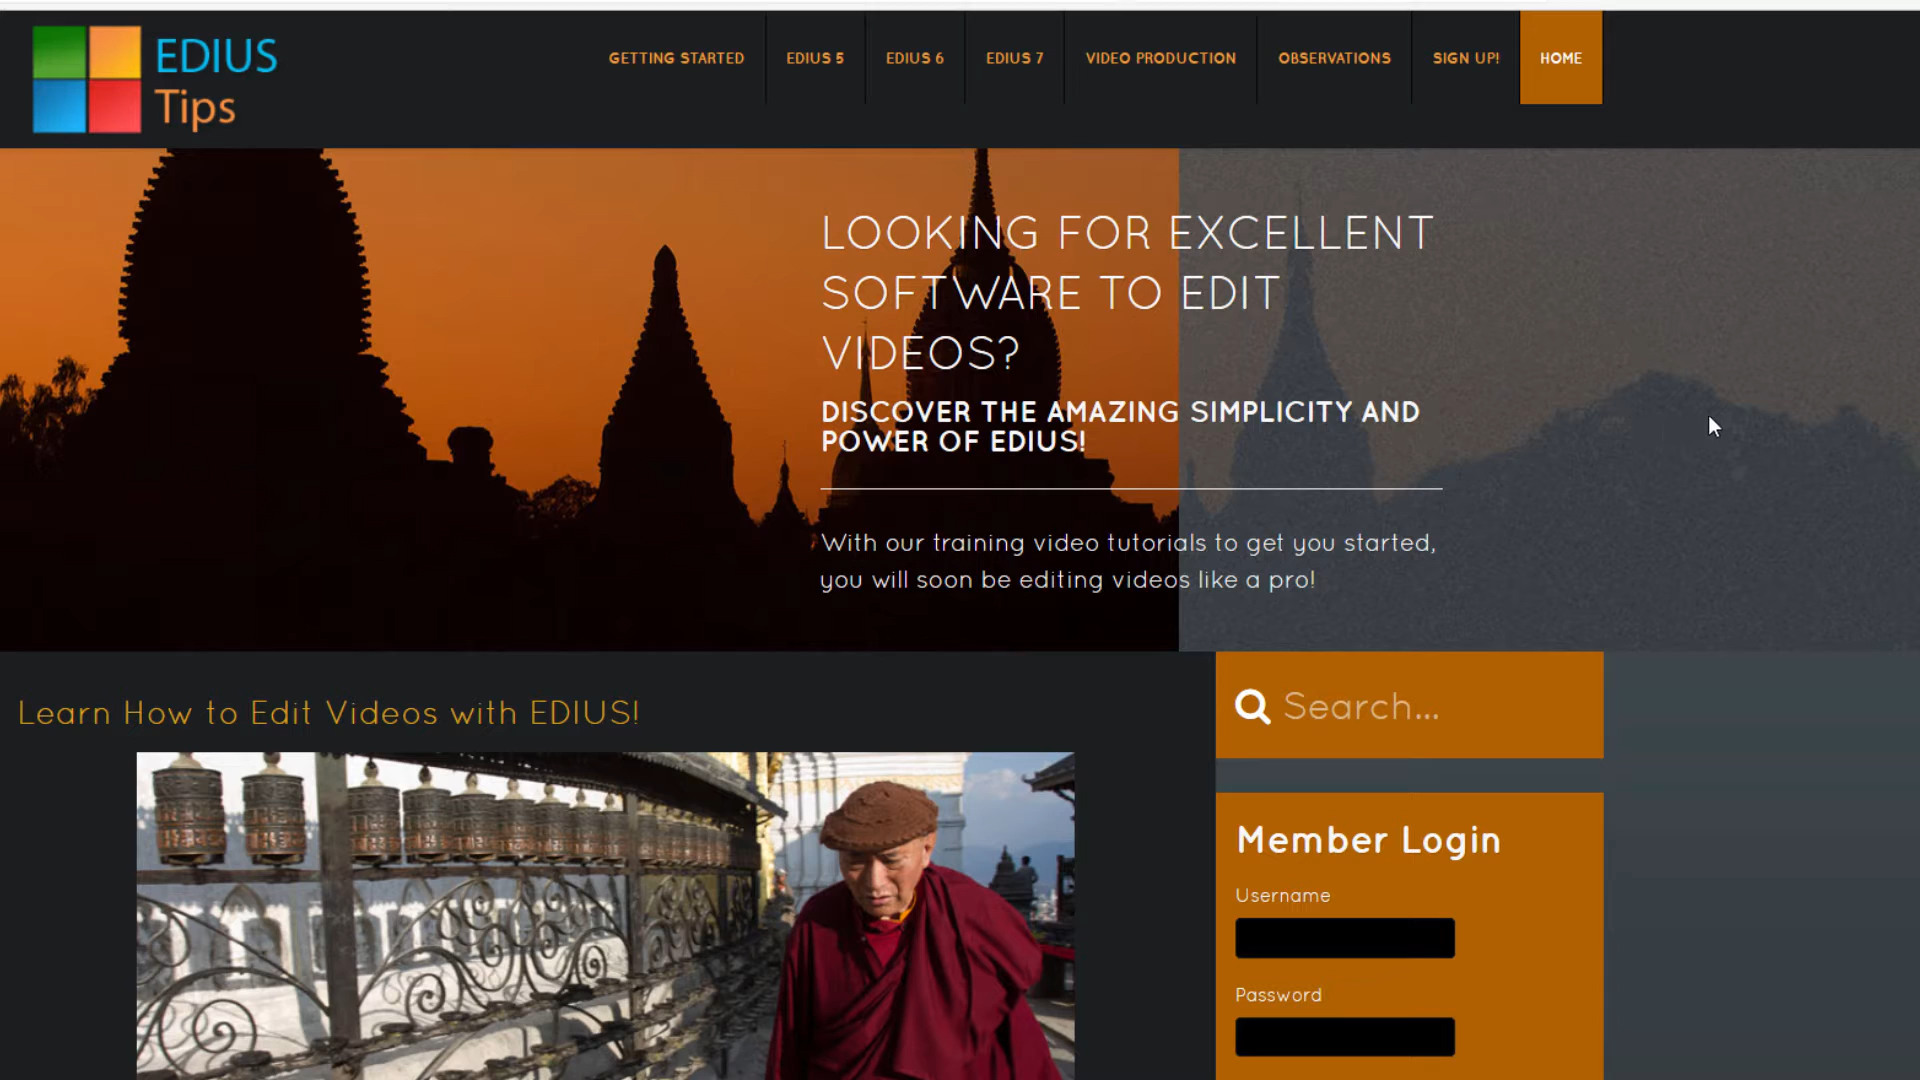 EDIUS
Tips
GETTING STARTED
EDIUS 5
EDIUS 6
EDIUS 7
VIDEO PRODUCTION
OBSERVATIONS
SIGN UP!
HOME
LOOKING FOR EXCELLENT
SOFTWARE TO EDIT
VIDEOS?
DISCOVER THE AMAZING SIMPLICITY AND
POWER OF EDIUS!
With our training video tutorials to get you started,
you will soon be editing videos like a pro!
Learn How to Edit Videos with EDIUS!
Search...
Member Login
Username
Password